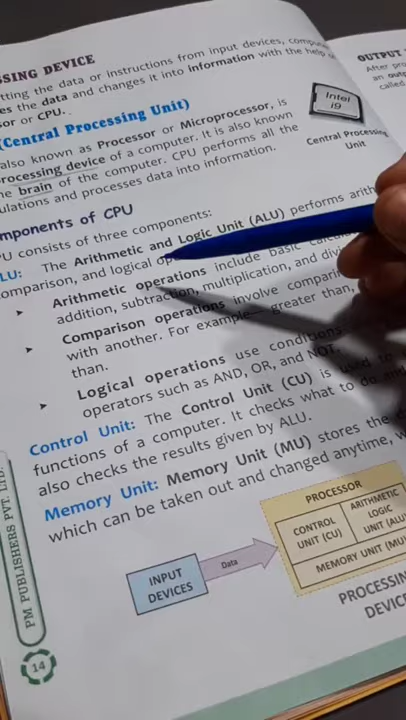 SSING DEVICE
tting the data or instructions from input devices, compute
es the data and changes it into information with the help
sor or CPU.
(Central Processing Unit)
also known as Processor or Microprocessor, is
rocessing device of a computer. It is also known
he brain of the computer. CPU performs all the
ulations and processes data into information.
Intel
i9
Central Processing
Unit
OUTPUT
After pro
an outp
called
mponents of CPU
PU consists of three components:
LU: The Arithmetic and Logic Unit (ALU) performs arith
omparison, and logical op
Arithmetic operations include basic calcula
addition, subtraction, multiplication, and divi
Comparison operations involve compari
with another. For example greater than,
than.
Logical operations use conditions
operators such as AND, OR, and NOT.
Control Unit: The Control Unit (CU) is used to
functions of a computer. It checks what to do
also checks the results given by ALU.
Memory Unit: Memory Unit (MU) stores the d
which can be taken out and changed anytime, w
PROCESSOR
CONTROL
UNIT (CU)
ARITHMETIC
LOGIC
UNIT (ALU
MEMORY UNIT (MU
INPUT
DEVICES
Data
PROCESSING
DEVICE
PM PUBLISHERS PVT. LTD.
14